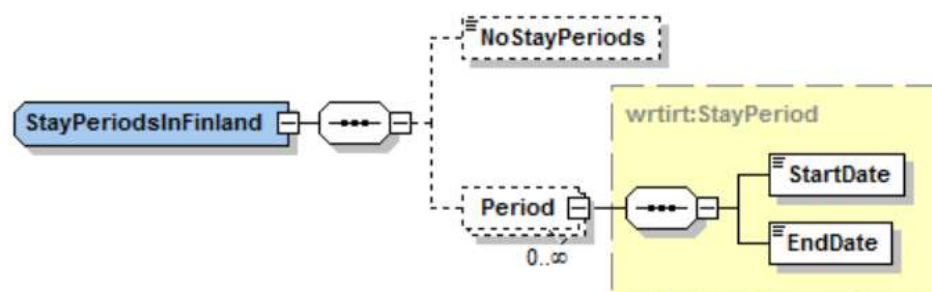 NoStayPeriods
StayPeriodsInFinland
wrtirt:StayPeriod
StartDate
Period
EndDate
0..∞